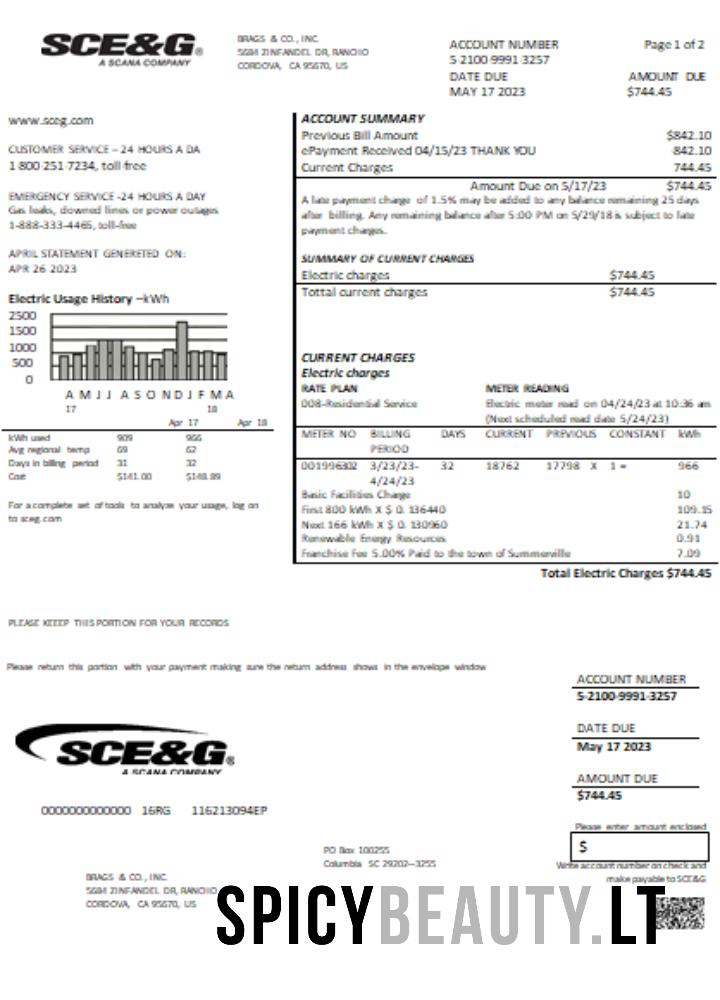 SCE&G®
A SCANA COMPANY
BRAGS & CO., INC.
5684 ZINFANDEL DR, RANCHO
CORDOVA, CA 95670, US
ACCOUNT NUMBER
5-2100-9991-3257
DATE DUE
MAY 17 2023
Page 1 of 2
AMOUNT DUE
$744.45
www.sceg.com
CUSTOMER SERVICE – 24 HOURS A DA
1-800-251-7234, toll-free
EMERGENCY SERVICE -24 HOURS A DAY
Gas leaks, downed lines or power outages
1-888-333-4465, toll-free
APRIL STATEMENT GENERETED ON:
APR 26 2023
Electric Usage History –kWh
2500
1500
1000
500
0
A M J J A S O N D J F M A
17 18
Apr 17 Apr 18
kWh used 909 966
Avg regional temp 69 62
Days in billing period 31 32
Cost $141.00 $148.89
For a complete set of tools to analyze your usage, log on
to sceg.com
ACCOUNT SUMMARY
Previous Bill Amount $842.10
ePayment Received 04/15/23 THANK YOU 842.10
Current Charges 744.45
Amount Due on 5/17/23 $744.45
A late payment charge of 1.5% may be added to any balance remaining 25 days
after billing. Any remaining balance after 5:00 PM on 5/29/18 is subject to late
payment charges.
SUMMARY OF CURRENT CHARGES
Electric charges $744.45
Tottal current charges $744.45
CURRENT CHARGES
Electric charges
RATE PLAN METER READING
008-Residential Service Electric meter read on 04/24/23 at 10:36 am
(Next scheduled read date 5/24/23)
METER NO BILLING DAYS CURRENT PREVIOUS CONSTANT kWh
PERIOD
001996302 3/23/23- 32 18762 17798 X 1 = 966
4/24/23
Basic Facilities Charge 10
First 800 kWh X $ 0. 136440 109.15
Next 166 kWh X $ 0. 130960 21.74
Renewable Energy Resources 0.91
Franchise Fee 5.00% Paid to the town of Summerville 7.09
Total Electric Charges $744.45
PLEASE KEEEP THIS PORTION FOR YOUR RECORDS
Please return this portion with your payment making sure the return address shows in the envelope window
ACCOUNT NUMBER
5-2100-9991-3257
DATE DUE
May 17 2023
AMOUNT DUE
$744.45
Please enter amount enclosed
$
Write account number on check and
make payable to SCE&G
SCE&G®
A SCANA COMPANY
0000000000000 16RG 116213094EP
PO Box 100255
Columbia SC 29202--3255
BRAGS & CO., INC.
5684 ZINFANDEL DR, RANCHO
CORDOVA, CA 95670, US
SPICYBEAUTY.LT